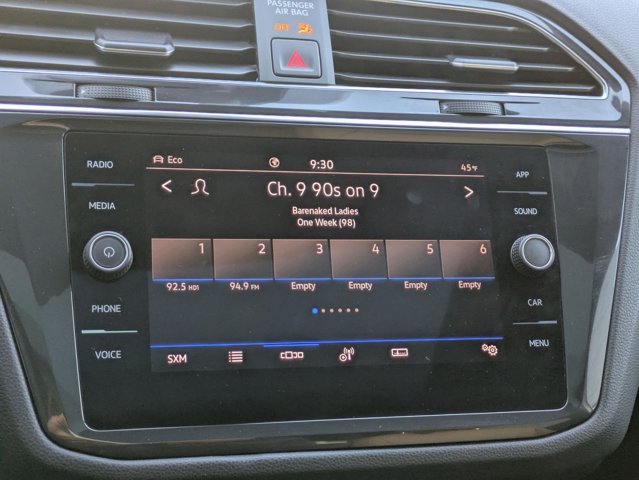 PASSENGER
AIR BAG
OFF
RADIO
MEDIA
PHONE
VOICE
Eco
9:30
45°F
< Ch. 9 90s on 9 >
Barenaked Ladies
One Week (98)
1 2 3 4 5 6
92.5 HD1 94.9 FM Empty Empty Empty Empty
SXM
APP
SOUND
CAR
MENU